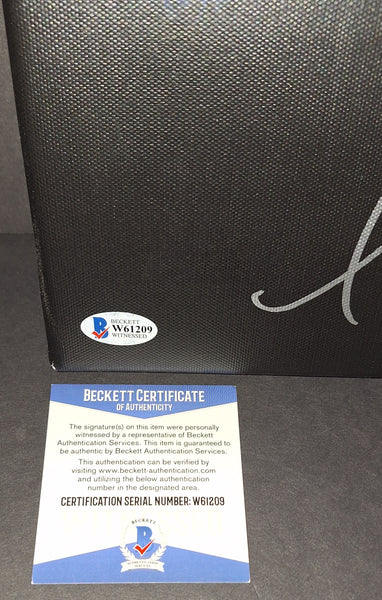 BECKETT
B
W61209
WITNESSED
BECKETT CERTIFICATE
OF AUTHENTICITY
The signature(s) on this item were personally
witnessed by a representative of Beckett
Authentication Services. This item is guaranteed
to be authentic by Beckett Authentication Services.
This authentication can be verified by
visiting www.beckett-authentication.com
and utilizing the below authentication
number in the designated area.
CERTIFICATION SERIAL NUMBER: W61209
BECKETT
B
AUTHENTICATION
SERVICES